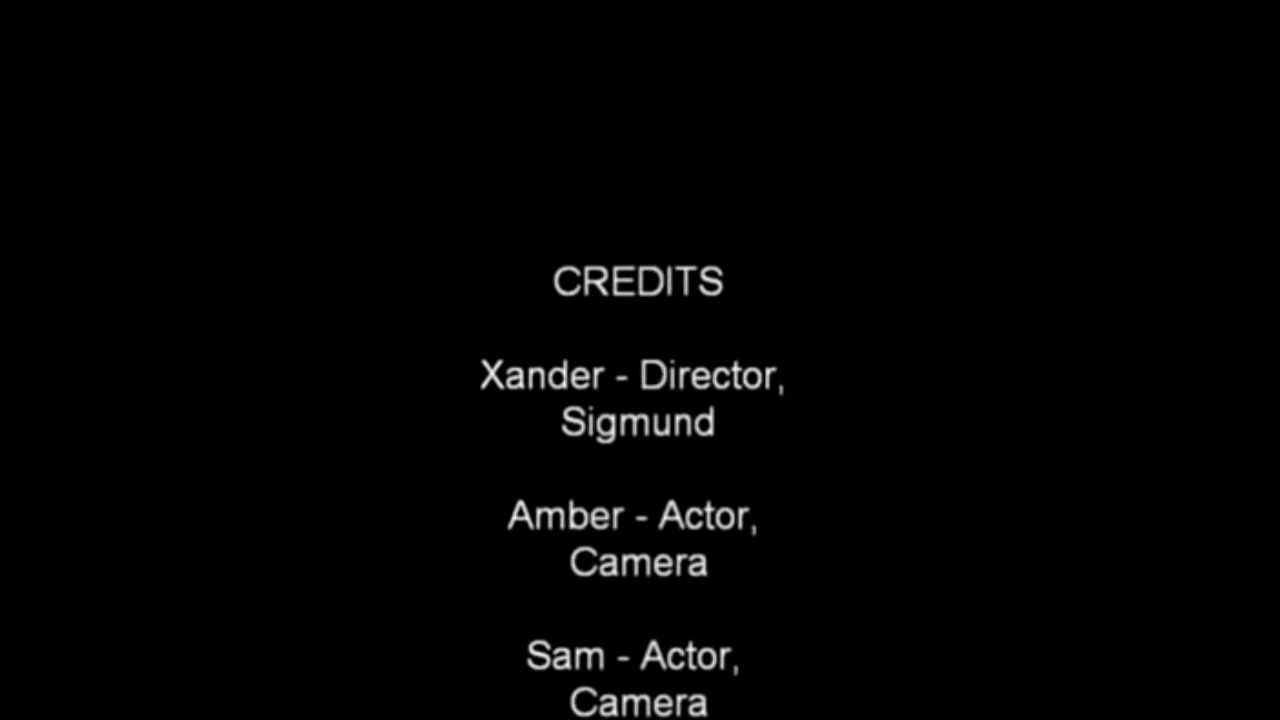 CREDITS
Xander - Director,
Sigmund
Amber - Actor,
Camera
Sam - Actor,
Camera